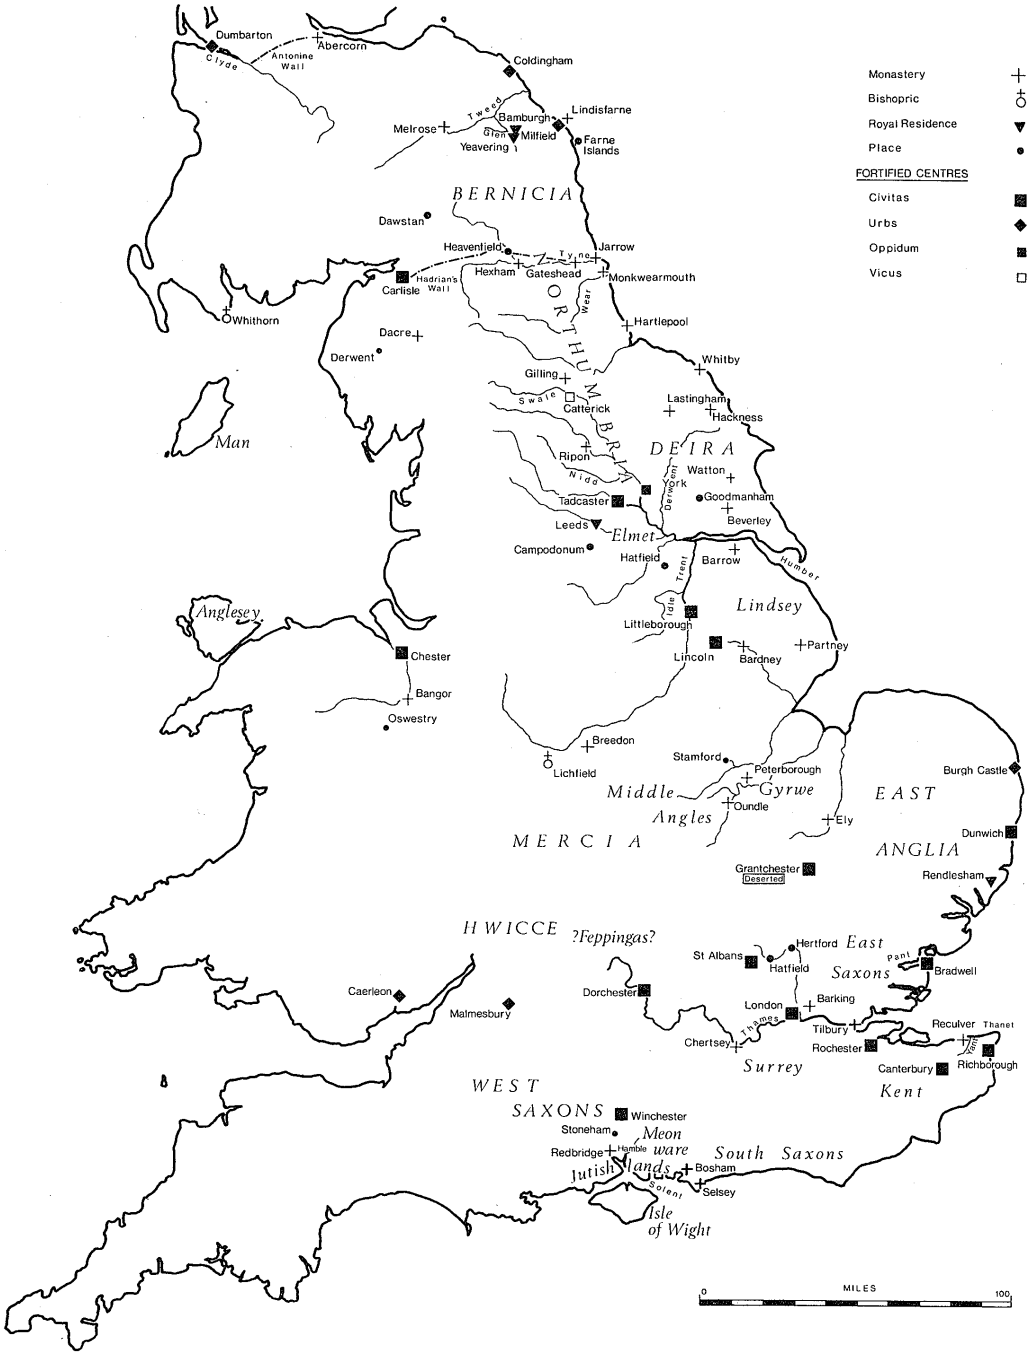 Dumbarton
Abercorn
Antonine
Wall
Clyde
Coldingham
Monastery
Bishopric
Royal Residence
Place
FORTIFIED CENTRES
Civitas
Urbs
Oppidum
Vicus
Tweed
Lindisfarne
Bamburgh
Melrose
Glen
Milfield
Yeavering
Farne
Islands
BERNICIA
Dawstan
Heavenfield
Tyne
Jarrow
Hexham
Gateshead
Monkwearmouth
Carlisle
Hadrian's
Wall
NORTHUMBRIA
Wear
Whithorn
Hartlepool
Dacre
Derwent
Whitby
Gilling
Swale
Catterick
Lastingham
Hackness
Man
DEIRA
Ripon
Nidd
Watton
York
Derwent
Tadcaster
Goodmanham
Beverley
Leeds
Elmet
Campodonum
Hatfield
Barrow
Humber
Trent
Idle
Lindsey
Anglesey
Littleborough
Lincoln
Bardney
Partney
Chester
Bangor
Oswestry
Breedon
Lichfield
Stamford
Peterborough
Middle
Gyrwe
Angles
Oundle
Ely
Burgh Castle
EAST
ANGLIA
Dunwich
MERCIA
Grantchester
Deserted
Rendlesham
HWICCE
?Feppingas?
St Albans
Hertford
Hatfield
East
Saxons
Pant
Bradwell
Caerleon
Malmesbury
Dorchester
London
Barking
Thames
Tilbury
Chertsey
Reculver
Thanet
Rochester
Yant
Richborough
Canterbury
Surrey
Kent
WEST
SAXONS
Winchester
Stoneham
Meon
ware
Redbridge
Hamble
Jutish lands
South Saxons
Bosham
Solent
Selsey
Isle
of Wight
MILES
0 100